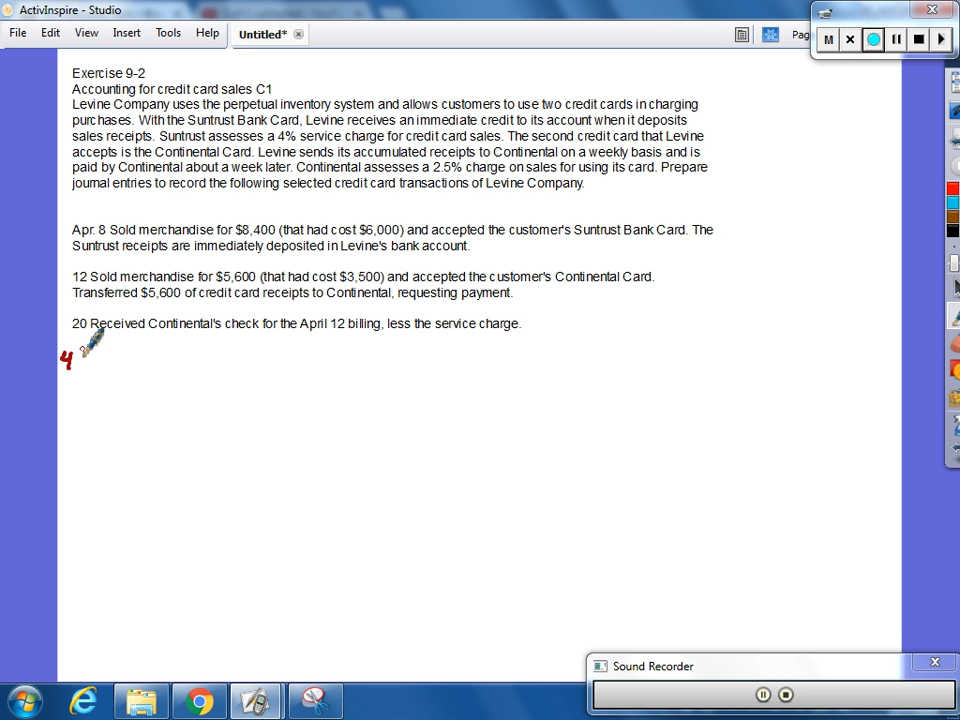 ActivInspire - Studio
File Edit View Insert Tools Help Untitled* Pag
M
Exercise 9-2
Accounting for credit card sales C1
Levine Company uses the perpetual inventory system and allows customers to use two credit cards in charging
purchases. With the Suntrust Bank Card, Levine receives an immediate credit to its account when it deposits
sales receipts. Suntrust assesses a 4% service charge for credit card sales. The second credit card that Levine
accepts is the Continental Card. Levine sends its accumulated receipts to Continental on a weekly basis and is
paid by Continental about a week later. Continental assesses a 2.5% charge on sales for using its card. Prepare
journal entries to record the following selected credit card transactions of Levine Company.
Apr. 8 Sold merchandise for $8,400 (that had cost $6,000) and accepted the customer's Suntrust Bank Card. The
Suntrust receipts are immediately deposited in Levine's bank account.
12 Sold merchandise for $5,600 (that had cost $3,500) and accepted the customer's Continental Card.
Transferred $5,600 of credit card receipts to Continental, requesting payment.
20 Received Continental's check for the April 12 billing, less the service charge.
4
Sound Recorder